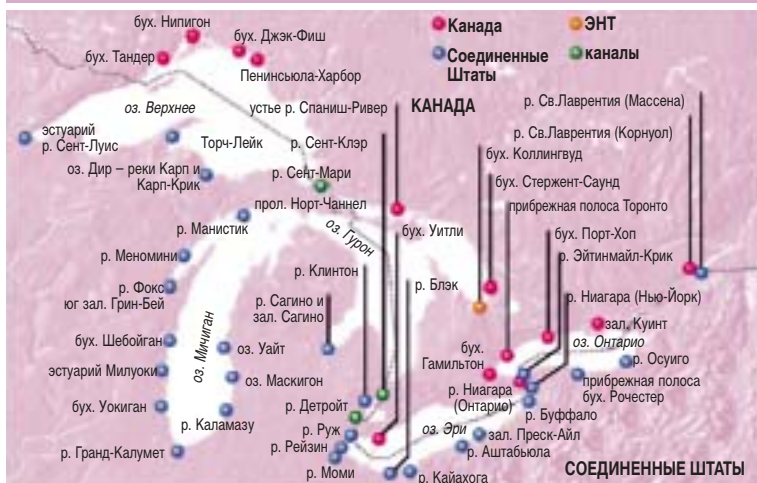 бух. Нипигон
бух. Джэк-Фиш
бух. Тандер
Пенинсьюла-Харбор
Канада
ЭНТ
Соединенные
Штаты
каналы
оз. Верхнее
устье р. Спаниш-Ривер
КАНАДА
р. Св.Лаврентия (Массена)
эстуарий
р. Сент-Луис
Торч-Лейк
р. Сент-Клэр
р. Св.Лаврентия (Корнуол)
бух. Коллингвуд
оз. Дир – реки Карп и
Карп-Крик
р. Сент-Мари
бух. Стержент-Саунд
прол. Норт-Чаннел
прибрежная полоса Торонто
р. Манистик
оз. Гурон
бух. Уитли
бух. Порт-Хоп
р. Меномини
р. Клинтон
р. Блэк
р. Эйтинмайл-Крик
р. Фокс
юг зал. Грин-Бей
р. Сагино и
зал. Сагино
р. Ниагара (Нью-Йорк)
зал. Куинт
бух. Шебойган
оз. Мичиган
оз. Уайт
бух.
Гамильтон
оз. Онтарио
р. Осуиго
эстуарий Милуоки
оз. Маскигон
р. Ниагара
(Онтарио)
прибрежная полоса
бух. Рочестер
бух. Уокиган
р. Каламазу
р. Детройт
р. Буффало
р. Руж
оз. Эри
зал. Преск-Айл
р. Гранд-Калумет
р. Рейзин
р. Аштабьюла
р. Моми
р. Кайахога
СОЕДИНЕННЫЕ ШТАТЫ